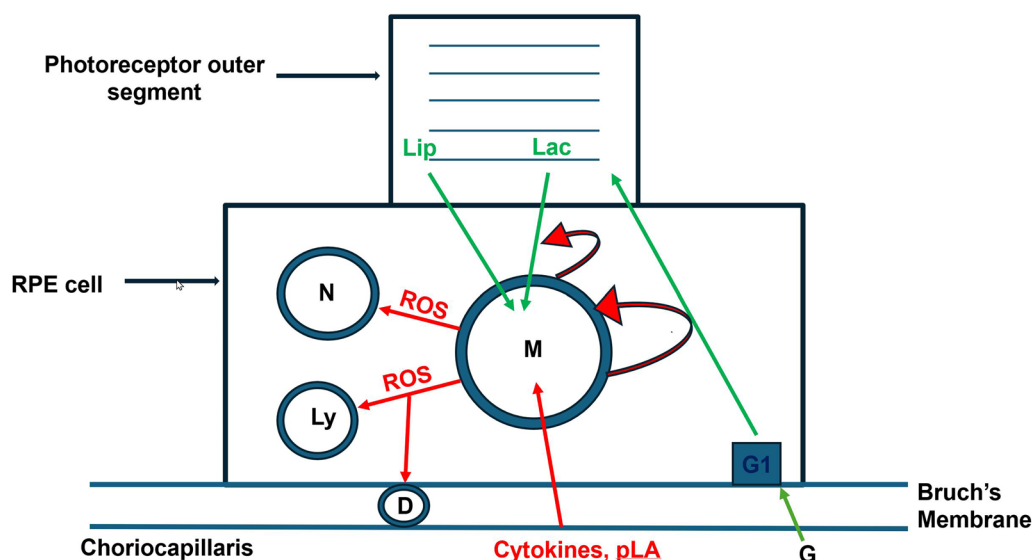 Photoreceptor outer
segment
Lip
Lac
RPE cell
N
ROS
M
ROS
Ly
G1
D
Bruch's
Membrane
Choriocapillaris
Cytokines, pLA
G